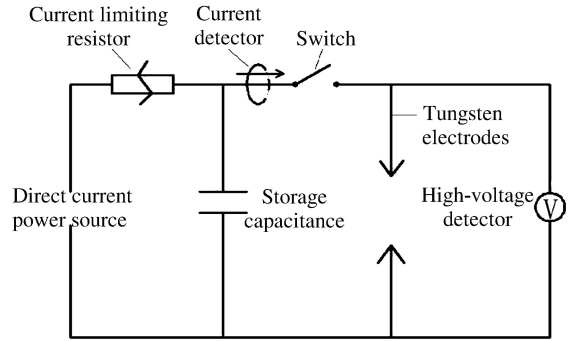 Current limiting
resistor
Current
detector
Switch
Tungsten
electrodes
Direct current
power source
Storage
capacitance
High-voltage
detector
V